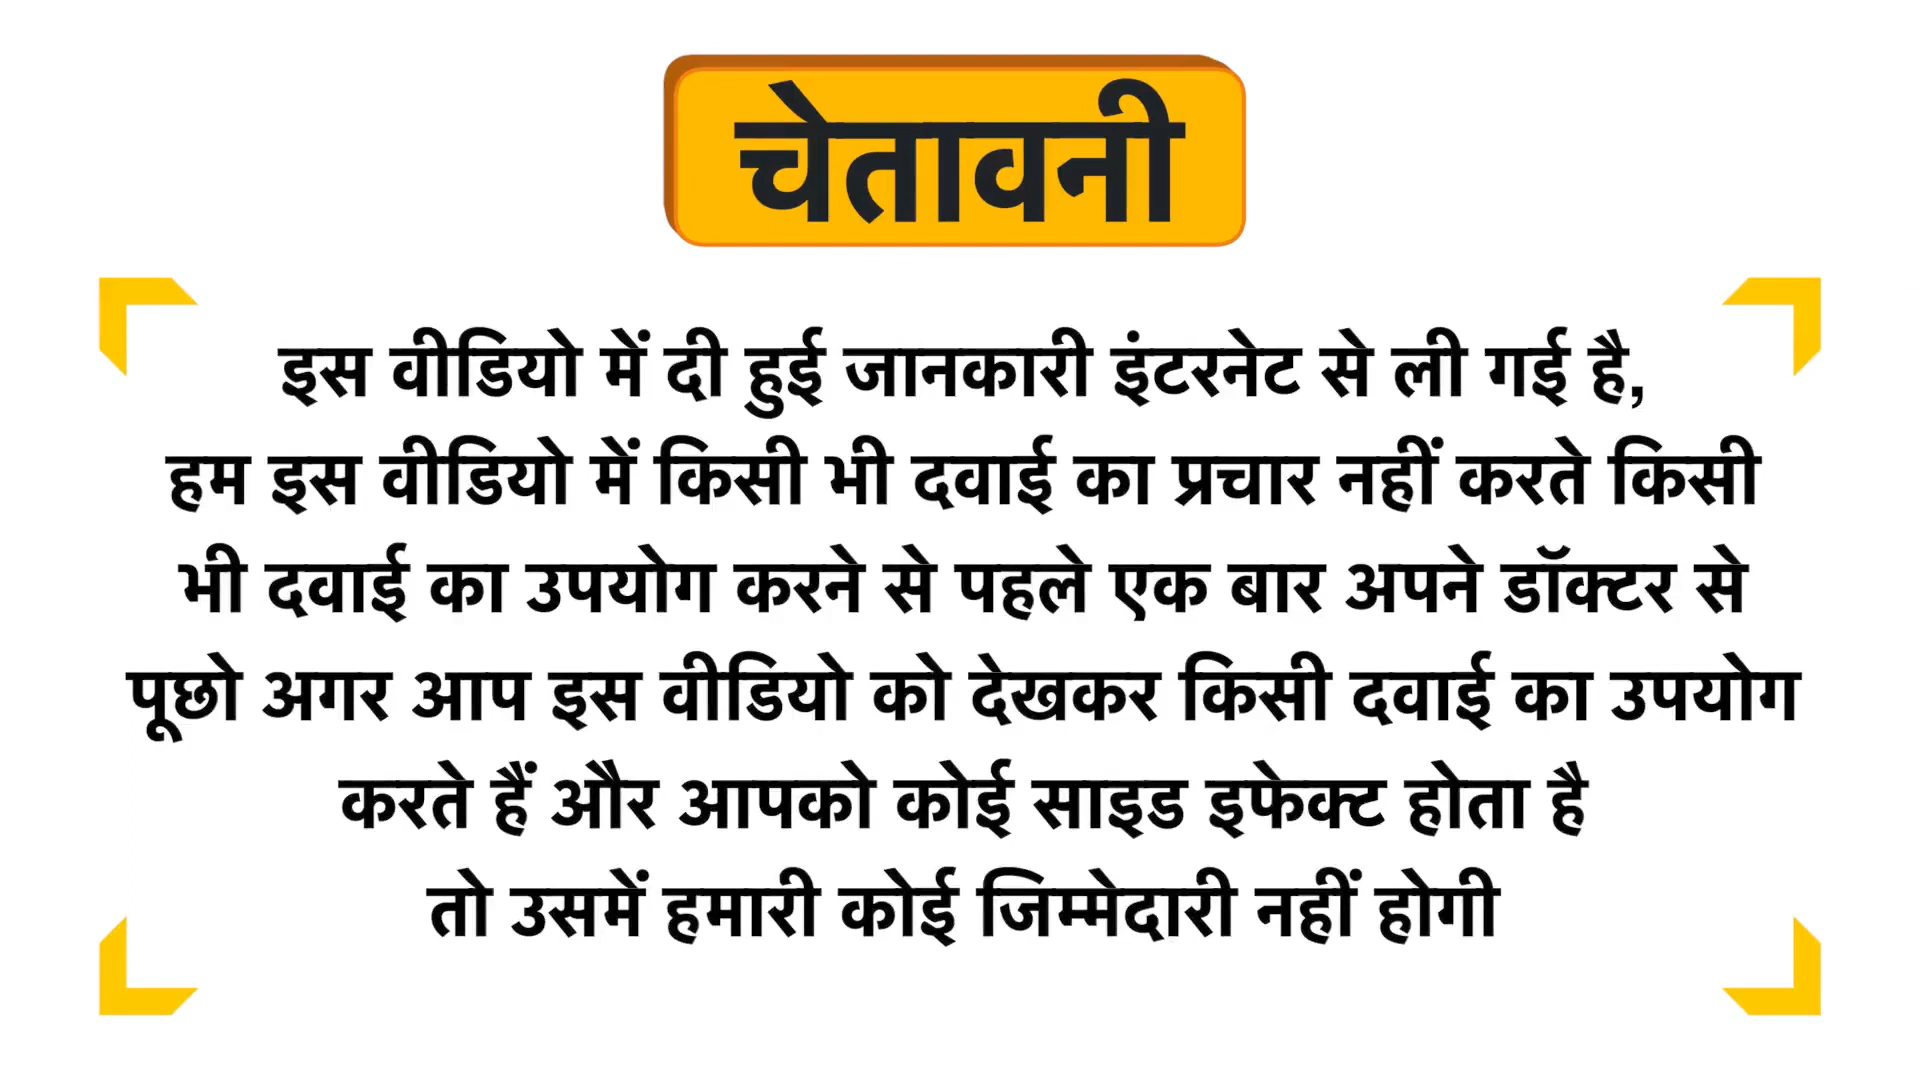 चेतावनी
इस वीडियो में दी हुई जानकारी इंटरनेट से ली गई है,
हम इस वीडियो में किसी भी दवाई का प्रचार नहीं करते किसी
भी दवाई का उपयोग करने से पहले एक बार अपने डॉक्टर से
पूछो अगर आप इस वीडियो को देखकर किसी दवाई का उपयोग
करते हैं और आपको कोई साइड इफेक्ट होता है
तो उसमें हमारी कोई जिम्मेदारी नहीं होगी